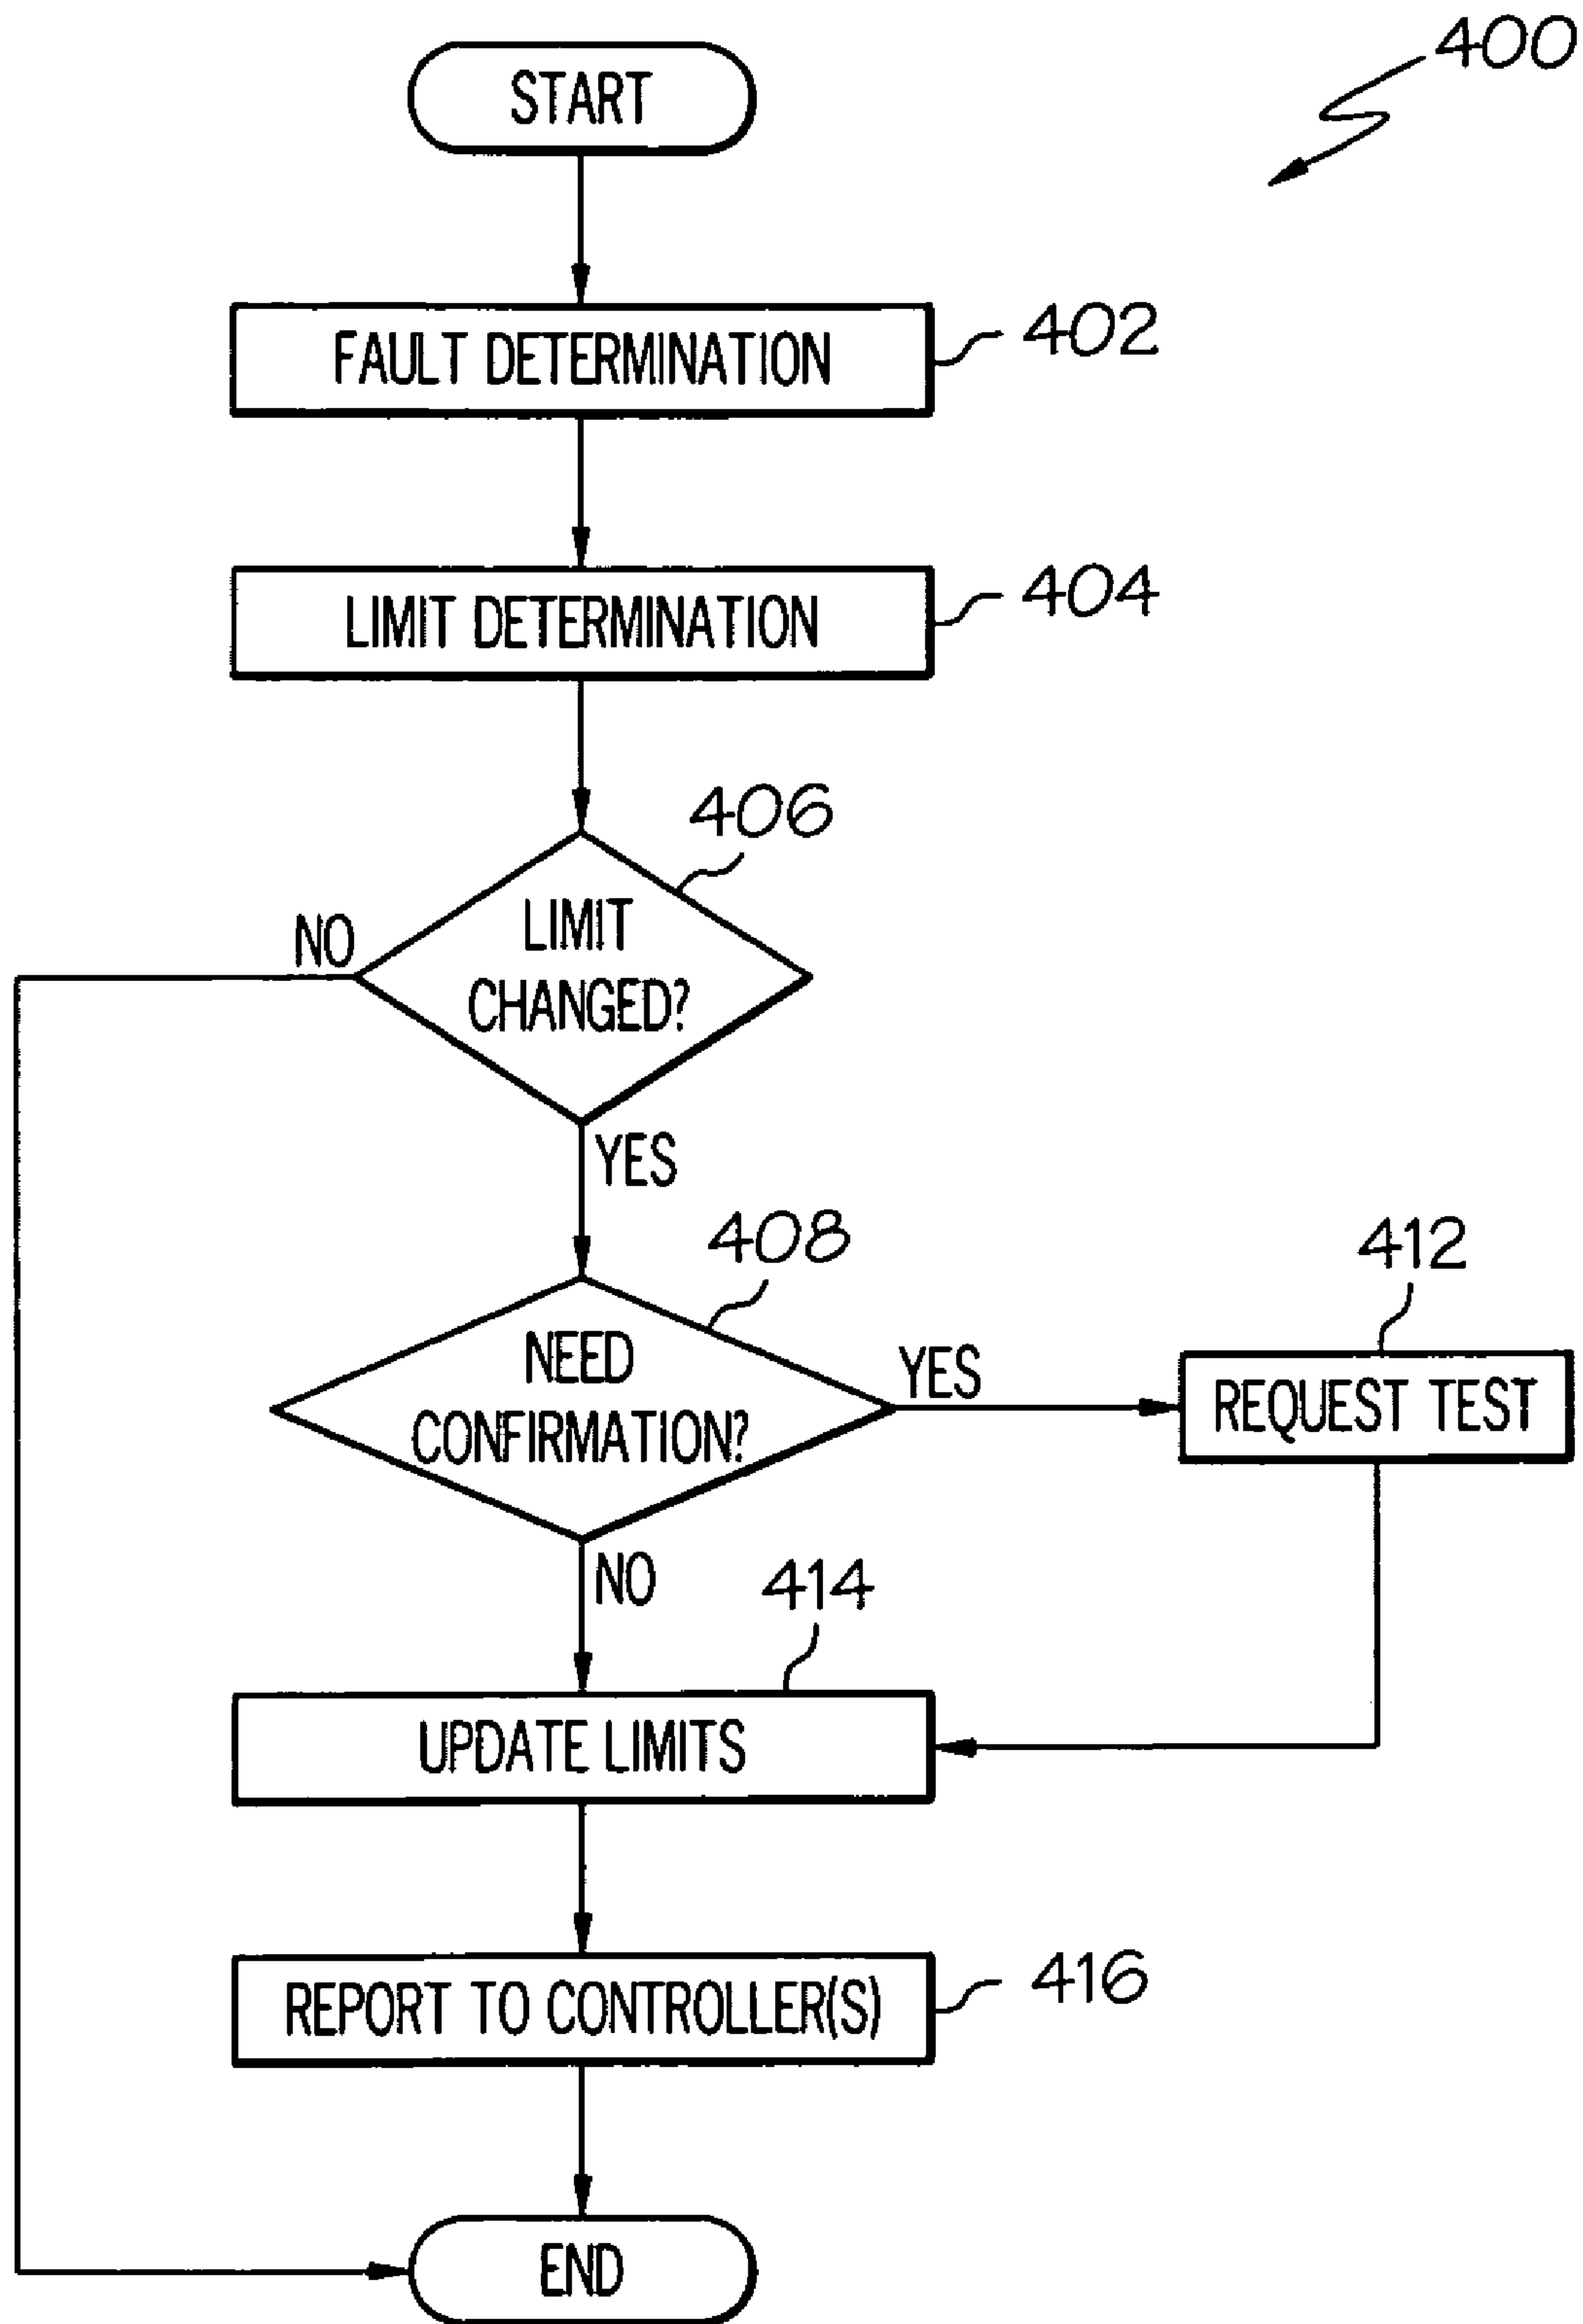 400
START
FAULT DETERMINATION
402
LIMIT DETERMINATION
404
406
NO
LIMIT
CHANGED?
YES
408
412
NEED
CONFIRMATION?
YES
REQUEST TEST
NO
414
UPDATE LIMITS
REPORT TO CONTROLLER(S)
416
END